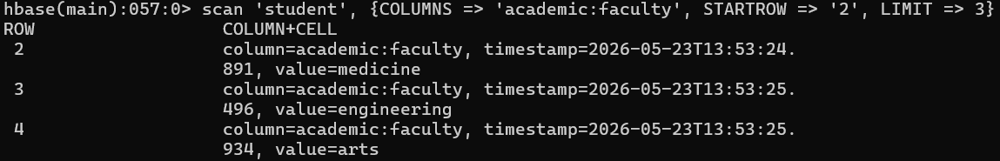 hbase(main):057:0> scan 'student', {COLUMNS => 'academic:faculty', STARTROW => '2', LIMIT => 3}
ROW                   COLUMN+CELL
 2                    column=academic:faculty, timestamp=2026-05-23T13:53:24.
                      891, value=medicine
 3                    column=academic:faculty, timestamp=2026-05-23T13:53:25.
                      496, value=engineering
 4                    column=academic:faculty, timestamp=2026-05-23T13:53:25.
                      934, value=arts